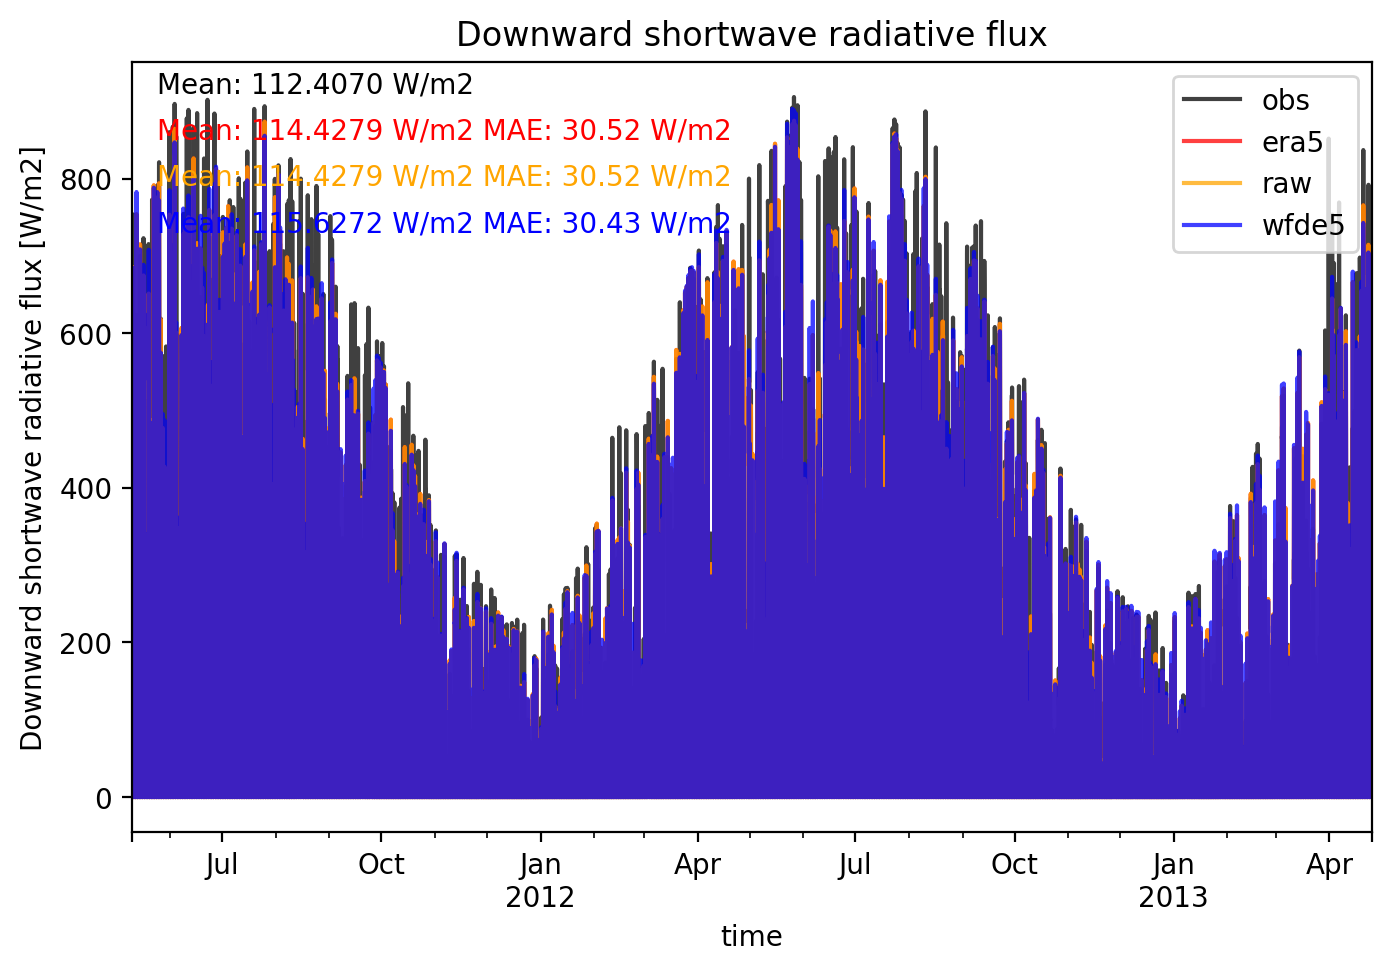 Downward shortwave radiative flux
Mean: 112.4070 W/m2
Mean: 114.4279 W/m2 MAE: 30.52 W/m2
Mean: 114.4279 W/m2 MAE: 30.52 W/m2
Mean: 115.6272 W/m2 MAE: 30.43 W/m2
obs
era5
raw
wfde5
Downward shortwave radiative flux [W/m2]
800
600
400
200
0
Jul
Oct
Jan
2012
Apr
Jul
Oct
Jan
2013
Apr
time